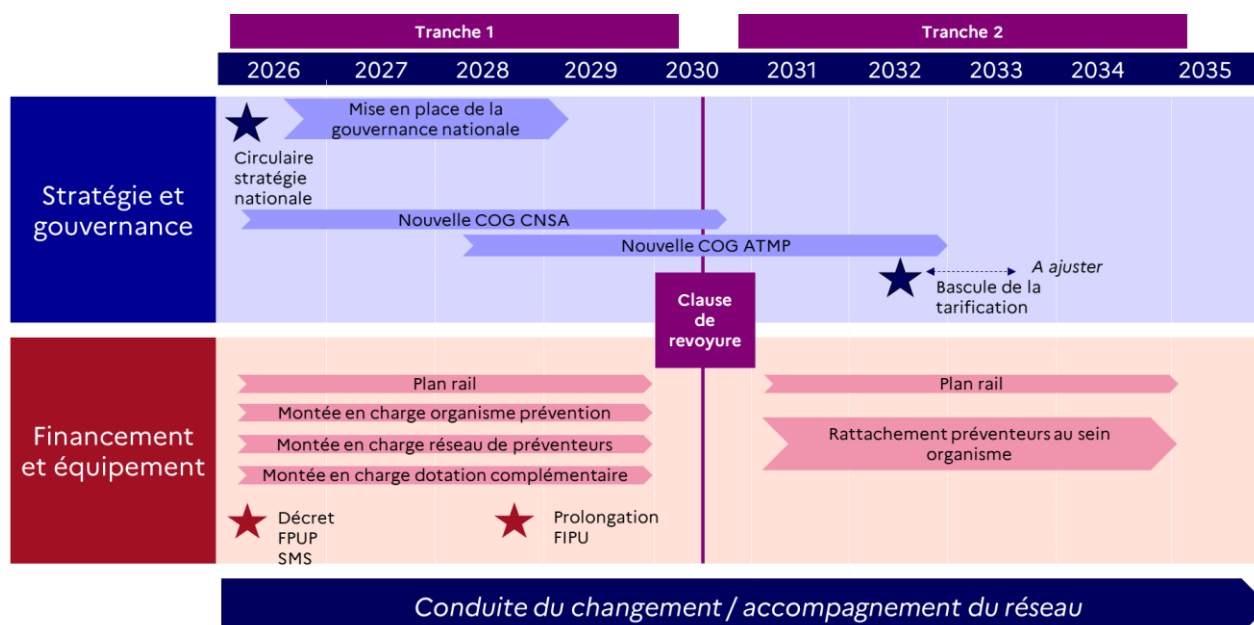 Tranche 1
Tranche 2
2026
2027
2028
2029
2030
2031
2032
2033
2034
2035
Stratégie et
gouvernance
Mise en place de la
gouvernance nationale
Circulaire
stratégie
nationale
Nouvelle COG CNSA
Nouvelle COG ATMP
A ajuster
Bascule de la
tarification
Clause
de
revoyure
Financement
et équipement
Plan rail
Plan rail
Montée en charge organisme prévention
Montée en charge réseau de préventeurs
Montée en charge dotation complémentaire
Rattachement préventeurs au sein
organisme
Décret
FPUP
SMS
Prolongation
FIPU
Conduite du changement / accompagnement du réseau